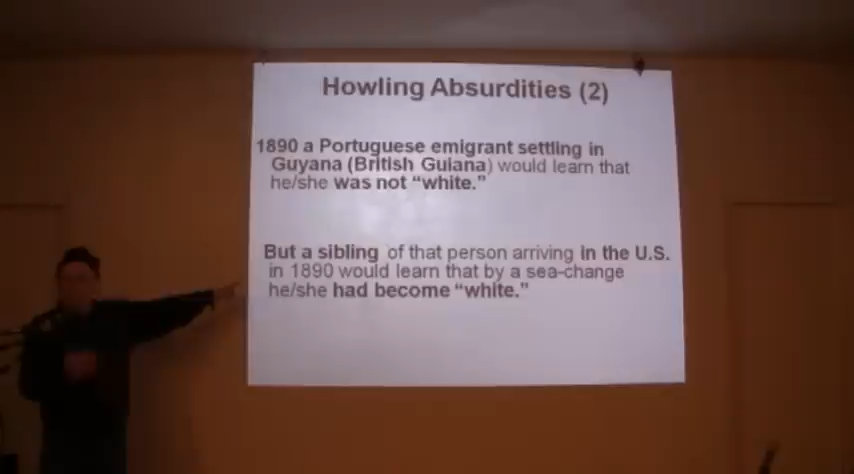 Howling Absurdities (2)
1890 a Portuguese emigrant settling in
Guyana (British Guiana) would learn that
he/she was not “white.”
But a sibling of that person arriving in the U.S.
in 1890 would learn that by a sea-change
he/she had become “white.”